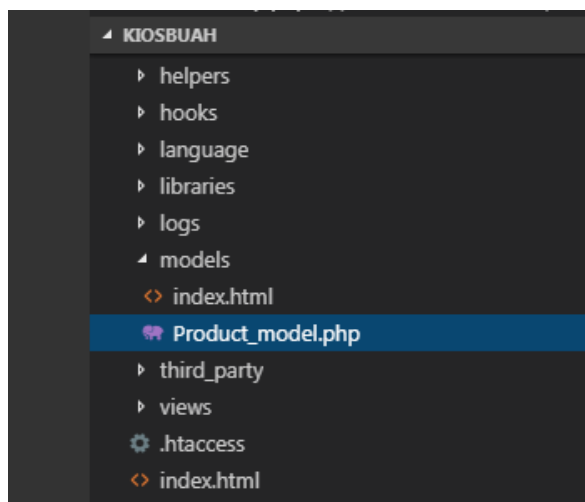 KIOSBUAH
helpers
hooks
language
libraries
logs
models
index.html
Product_model.php
third_party
views
.htaccess
index.html